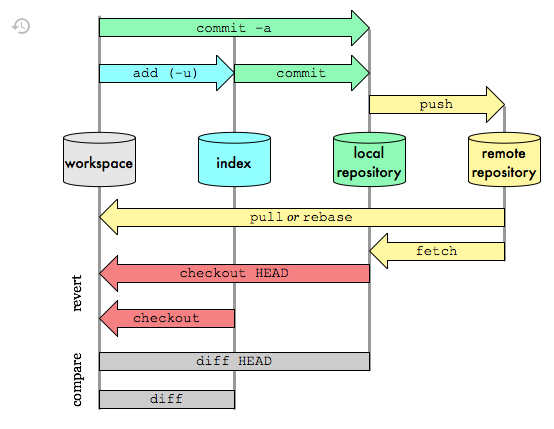 commit -a
add (-u)
commit
push
workspace
index
local
repository
remote
repository
pull or rebase
fetch
revert
checkout HEAD
checkout
compare
diff HEAD
diff